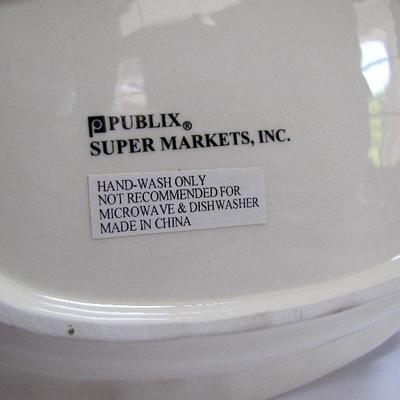 PUBLIX®
SUPER MARKETS, INC.
HAND-WASH ONLY
NOT RECOMMENDED FOR
MICROWAVE & DISHWASHER
MADE IN CHINA